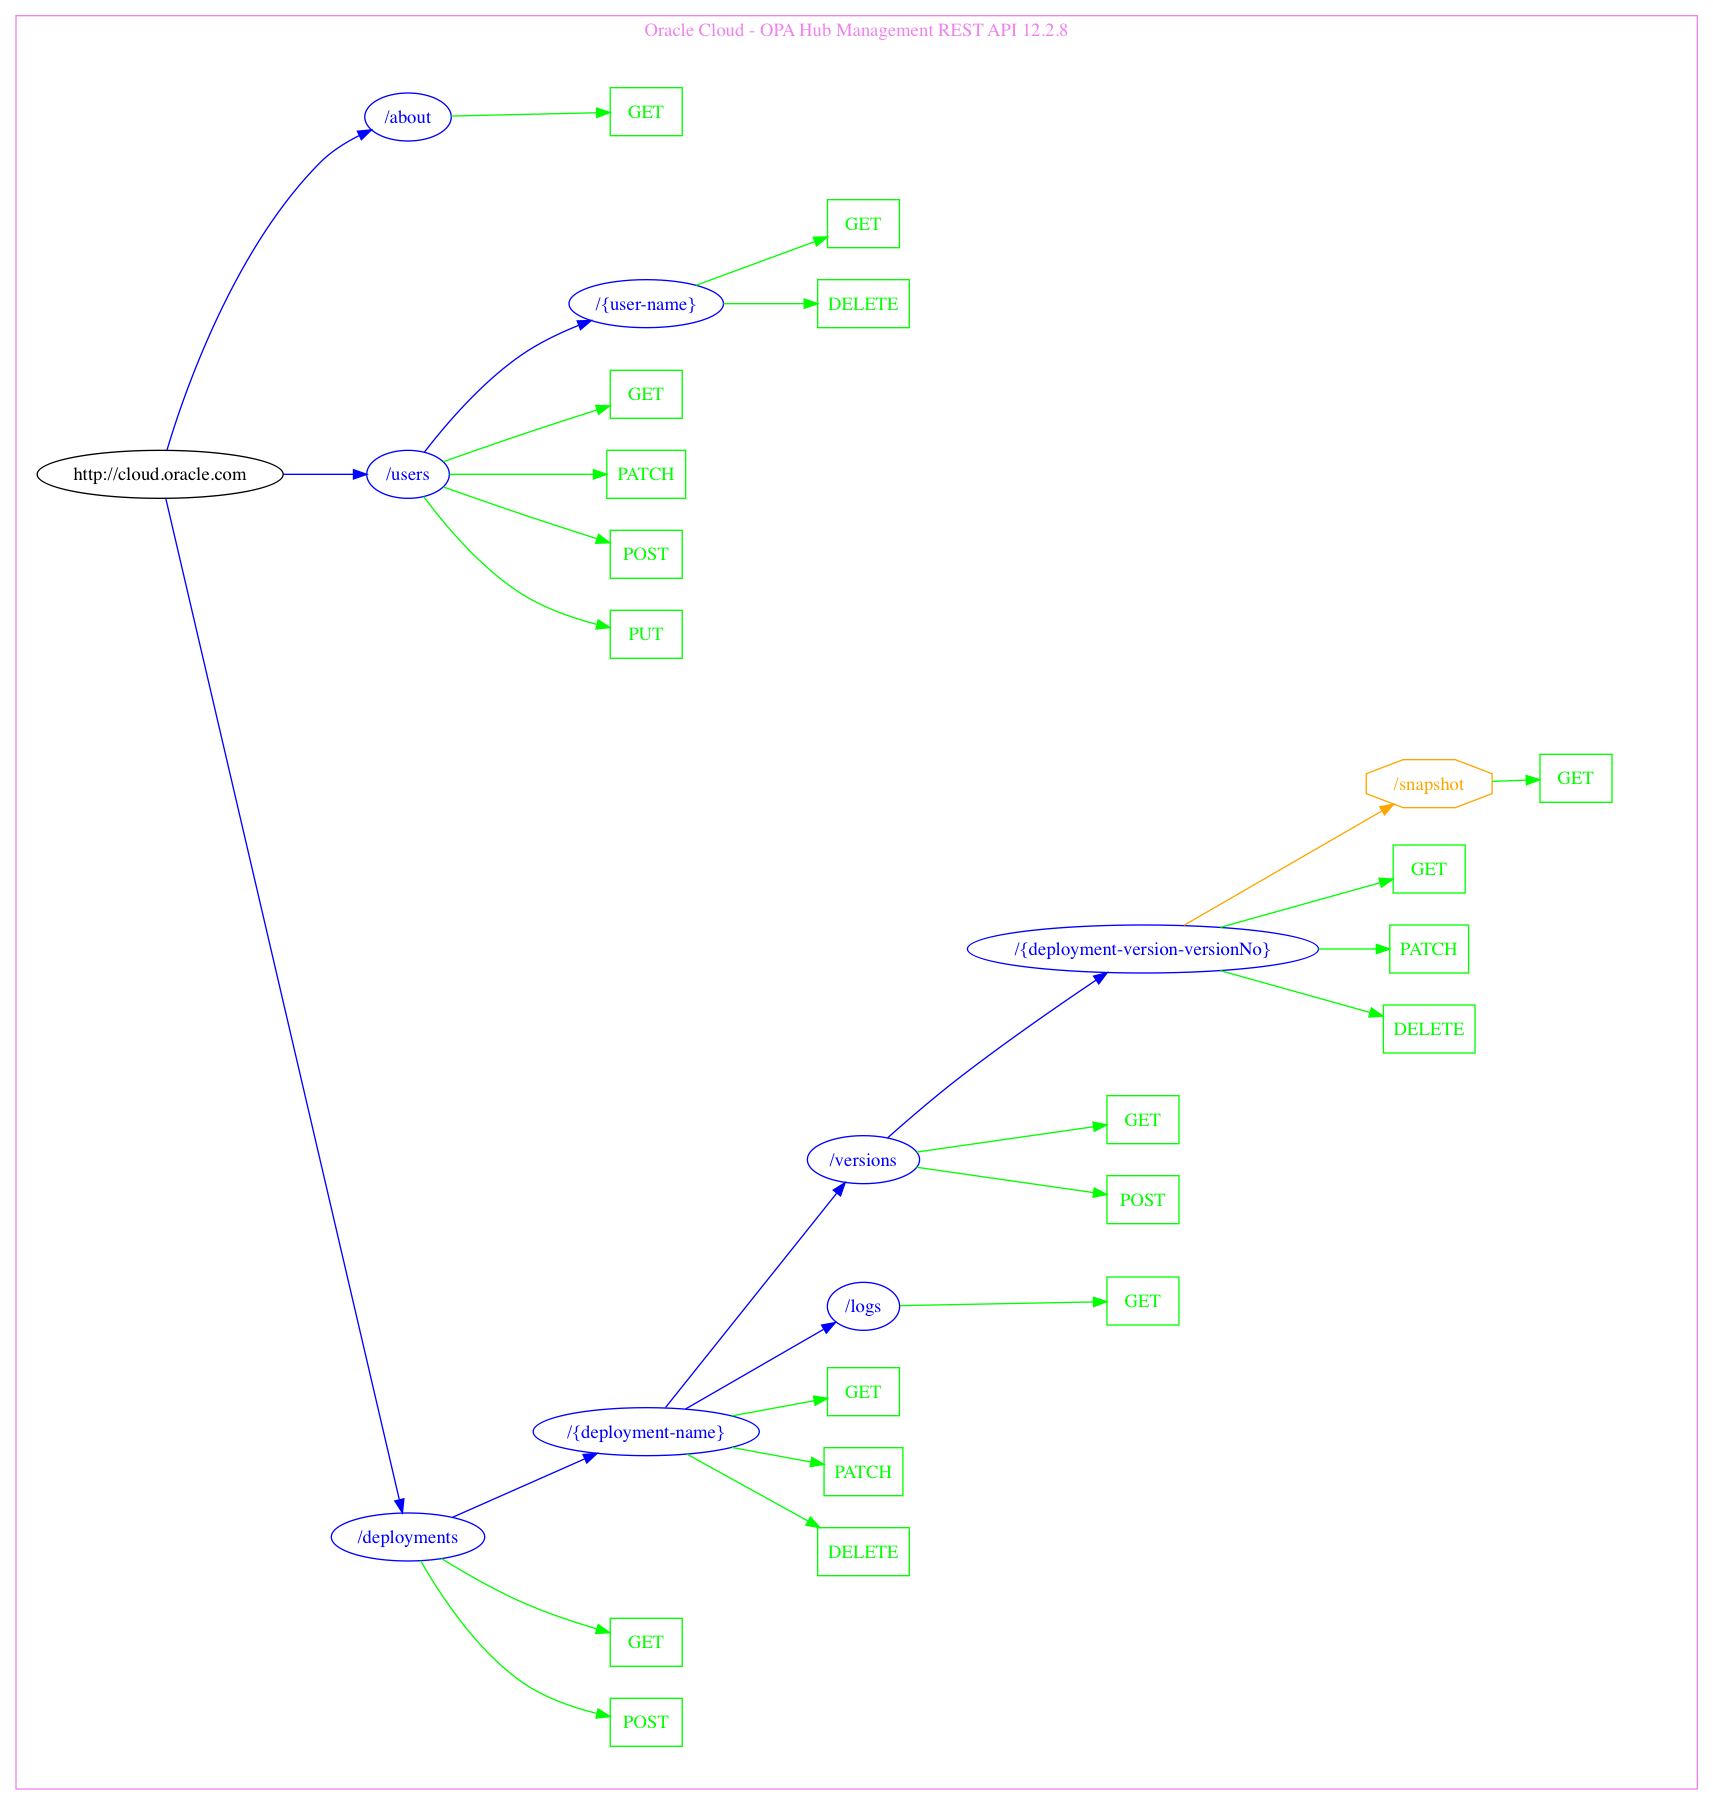 Oracle Cloud - OPA Hub Management REST API 12.2.8
/about
GET
GET
/{user-name}
DELETE
GET
http://cloud.oracle.com
/users
PATCH
POST
PUT
/snapshot
GET
GET
/{deployment-version-versionNo}
PATCH
DELETE
GET
/versions
POST
/logs
GET
GET
/{deployment-name}
PATCH
/deployments
DELETE
GET
POST